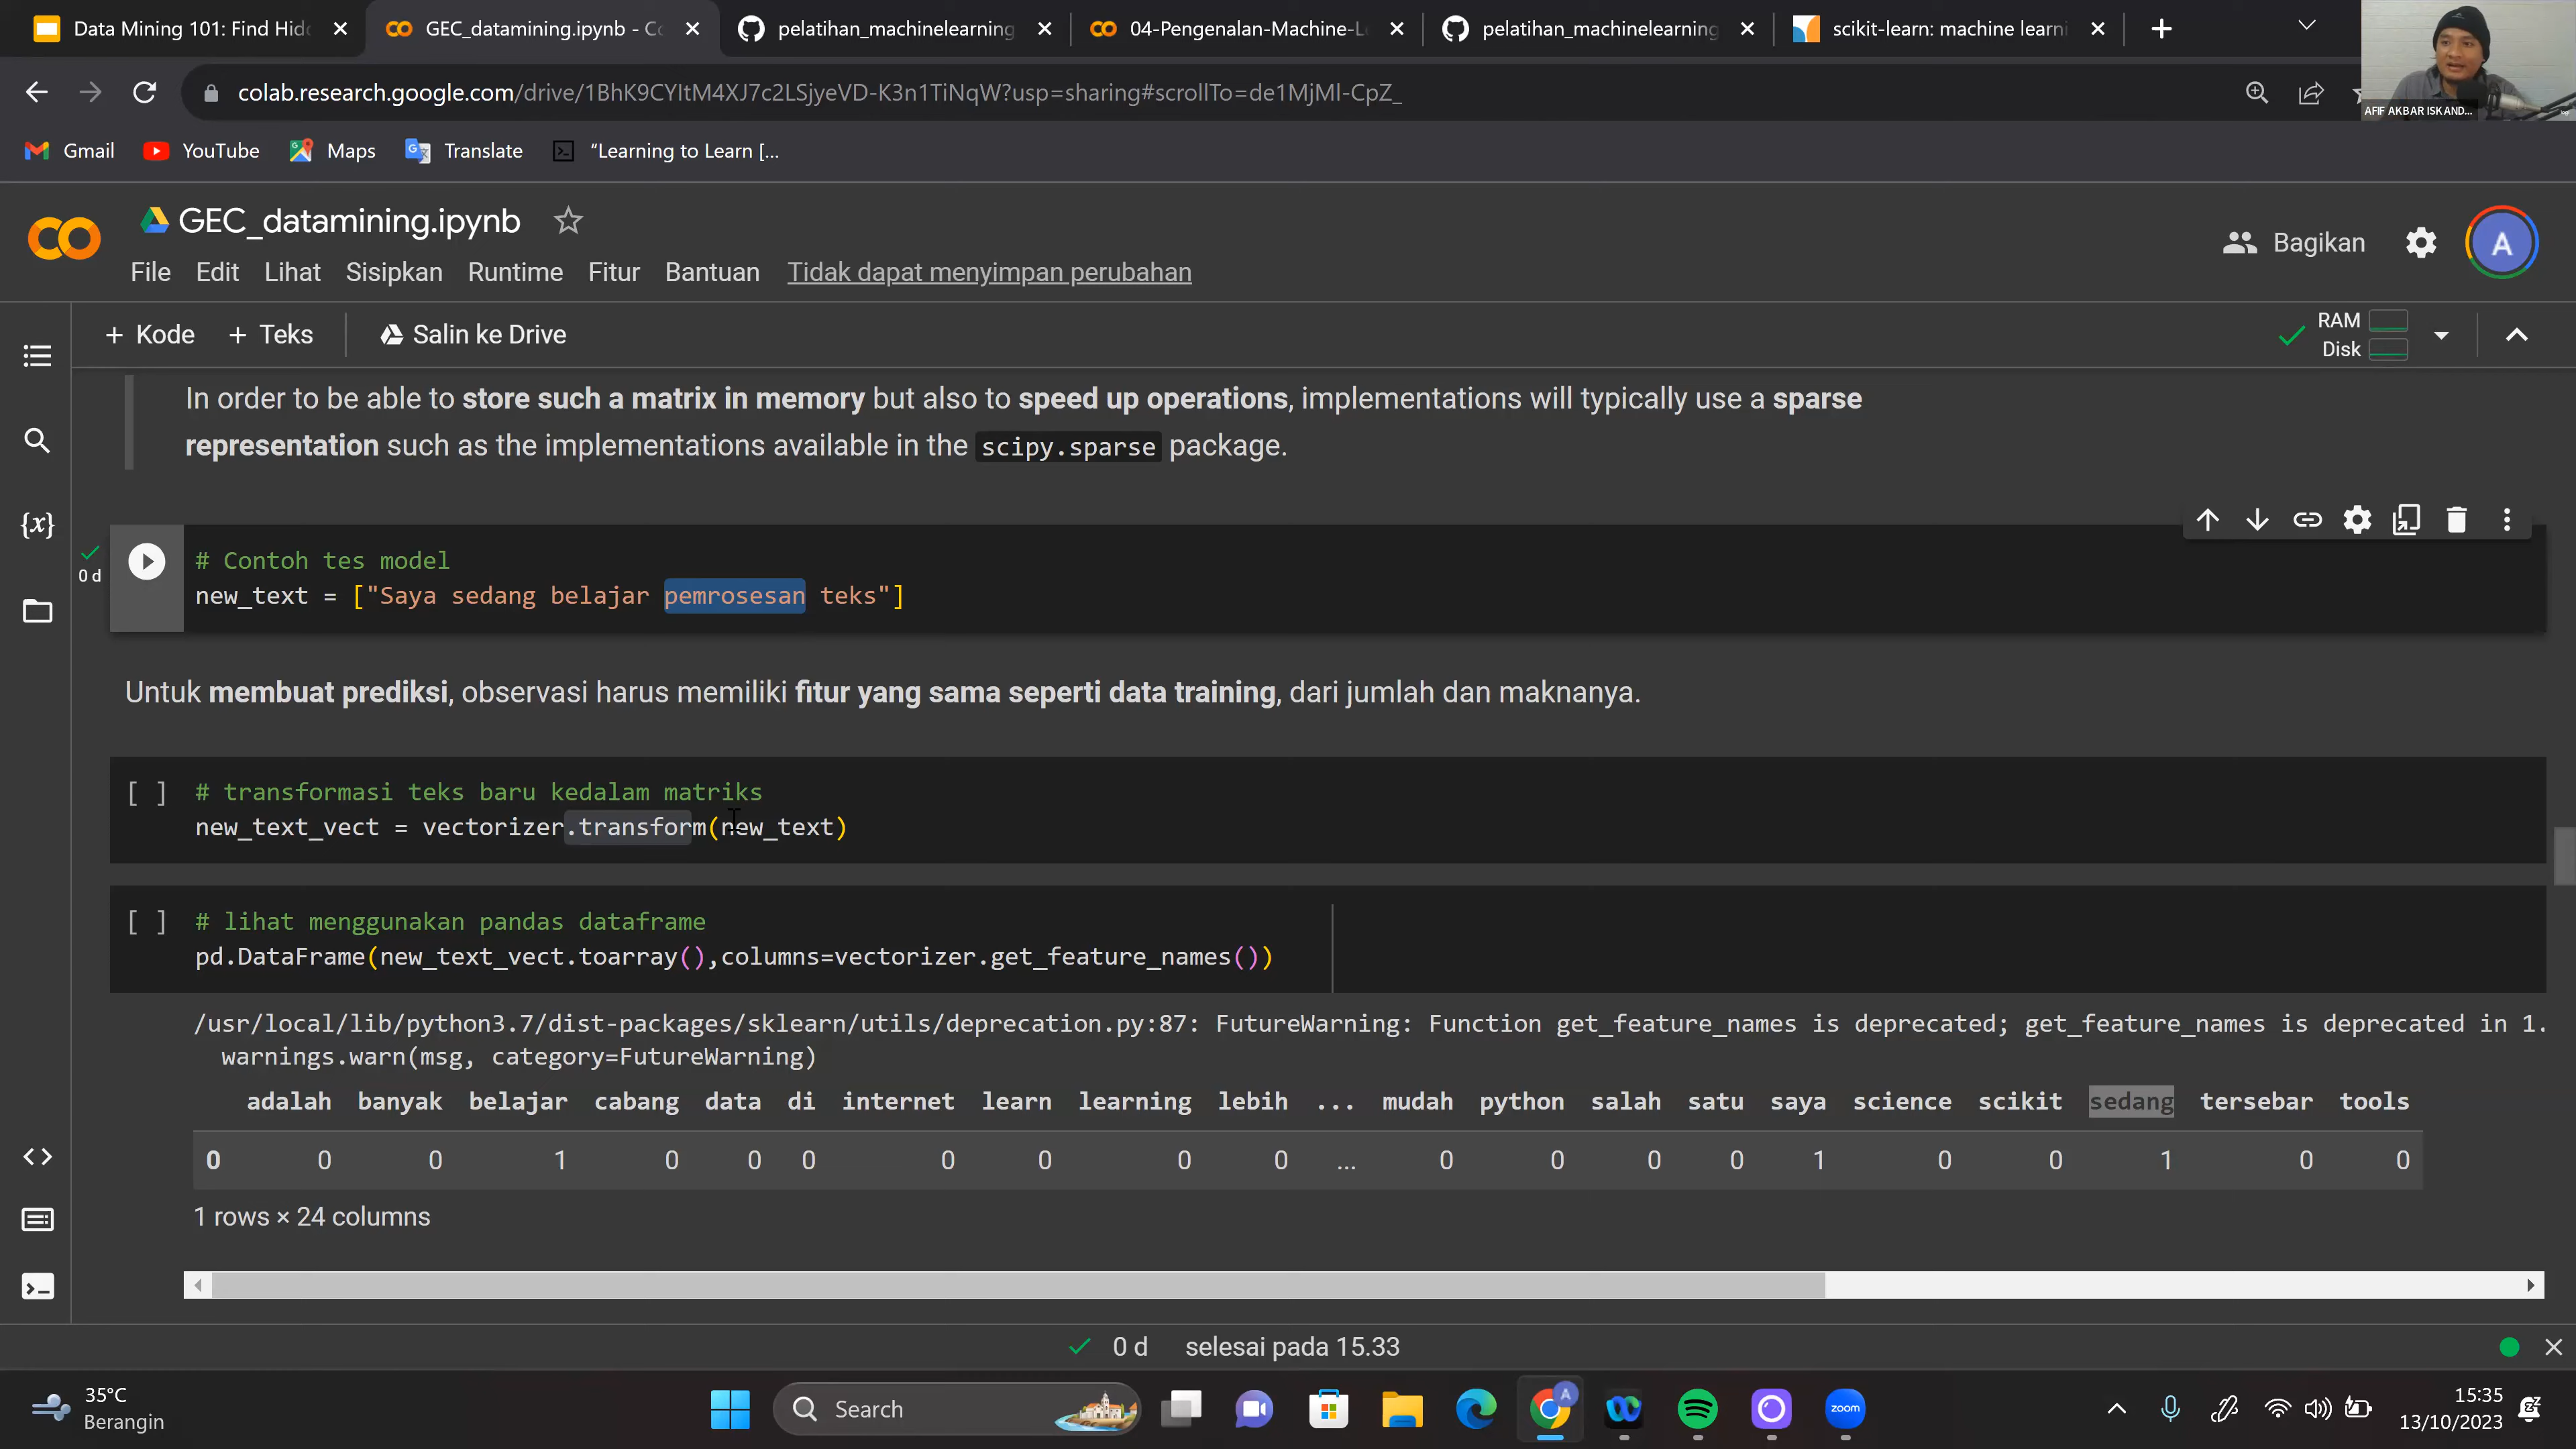 Data Mining 101: Find Hid
GEC_datamining.ipynb - Co
pelatihan_machinelearning
04-Pengenalan-Machine-Le
pelatihan_machinelearning
scikit-learn: machine learni
colab.research.google.com/drive/1BhK9CYItM4XJ7c2LSjyeVD-K3n1TiNqW?usp=sharing#scrollTo=de1MjMl-CpZ_
AFIF AKBAR ISKAND...
Gmail
YouTube
Maps
Translate
“Learning to Learn [...
GEC_datamining.ipynb
Bagikan
A
File Edit Lihat Sisipkan Runtime Fitur Bantuan Tidak dapat menyimpan perubahan
+ Kode + Teks Salin ke Drive
RAM
Disk
In order to be able to store such a matrix in memory but also to speed up operations, implementations will typically use a sparse
representation such as the implementations available in the scipy.sparse package.
{x}
0 d
# Contoh tes model
new_text = ["Saya sedang belajar pemrosesan teks"]
Untuk membuat prediksi, observasi harus memiliki fitur yang sama seperti data training, dari jumlah dan maknanya.
[ ] # transformasi teks baru kedalam matriks
new_text_vect = vectorizer.transform(new_text)
[ ] # lihat menggunakan pandas dataframe
pd.DataFrame(new_text_vect.toarray(),columns=vectorizer.get_feature_names())
/usr/local/lib/python3.7/dist-packages/sklearn/utils/deprecation.py:87: FutureWarning: Function get_feature_names is deprecated; get_feature_names is deprecated in 1.
warnings.warn(msg, category=FutureWarning)
adalah banyak belajar cabang data di internet learn learning lebih ... mudah python salah satu saya science scikit sedang tersebar tools
0 0 0 1 0 0 0 0 0 0 0 ... 0 0 0 0 1 0 0 1 0 0
1 rows × 24 columns
0 d selesai pada 15.33
35°C
Berangin
Search
A
zoom
15:35
13/10/2023